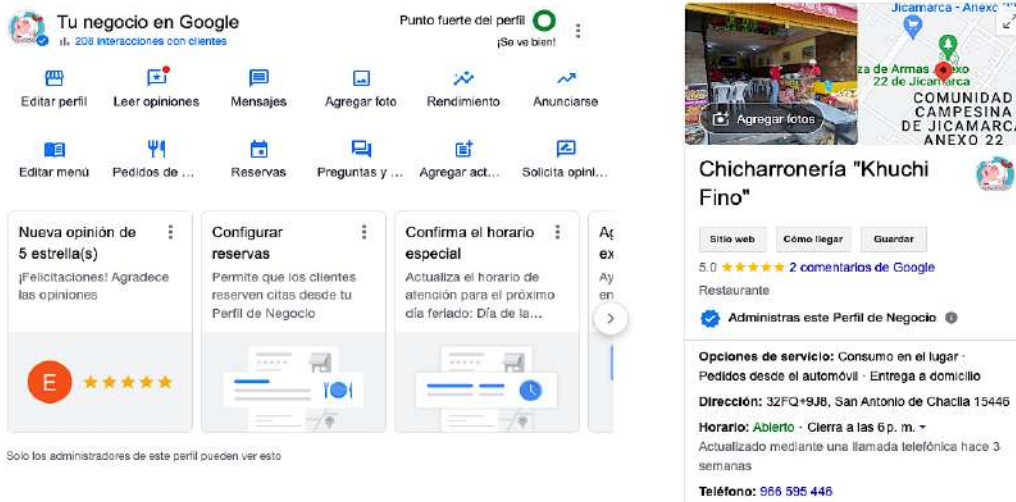 Tu negocio en Google
208 interacciones con clientes
Punto fuerte del perfil
¡Se ve bien!
Editar perfil
Leer opiniones
Mensajes
Agregar foto
Rendimiento
Anunciarse
Editar menú
Pedidos de ...
Reservas
Preguntas y ...
Agregar act...
Solicita opini...
Nueva opinión de
5 estrella(s)
¡Felicitaciones! Agradece
las opiniones
E
Configurar
reservas
Permite que los clientes
reserven citas desde tu
Perfil de Negocio
Confirma el horario
especial
Actualiza el horario de
atención para el próximo
día feriado: Día de la...
Solo los administradores de este perfil pueden ver esto
Agregar fotos
Jicamarca - Anexo
22 de Jicamarca
COMUNIDAD
CAMPESINA
DE JICAMARCA
ANEXO 22
Chicharronería "Khuchi
Fino"
Sitio web
Cómo llegar
Guardar
5.0 2 comentarios de Google
Restaurante
Administras este Perfil de Negocio
Opciones de servicio: Consumo en el lugar ·
Pedidos desde el automóvil · Entrega a domicilio
Dirección: 32FQ+9J8, San Antonio de Chaclla 15446
Horario: Abierto · Cierra a las 6 p. m.
Actualizado mediante una llamada telefónica hace 3
semanas
Teléfono: 966 595 446